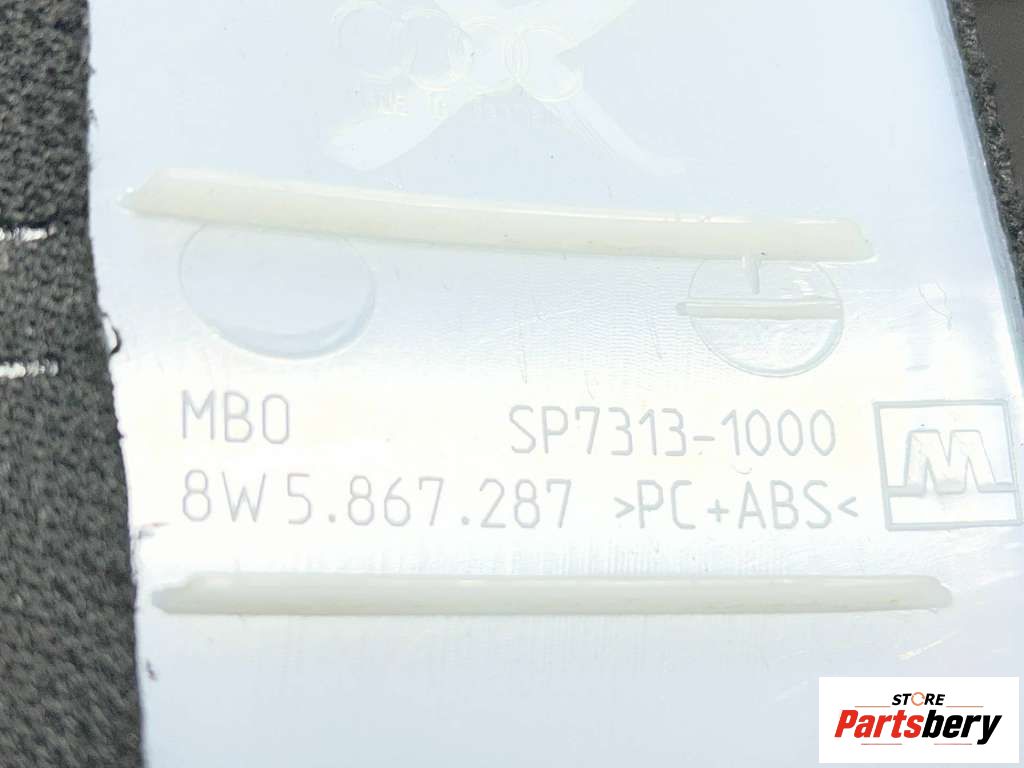 MBO SP7313-1000
8W5.867.287 >PC+ABS<
M
STORE
Partsbery